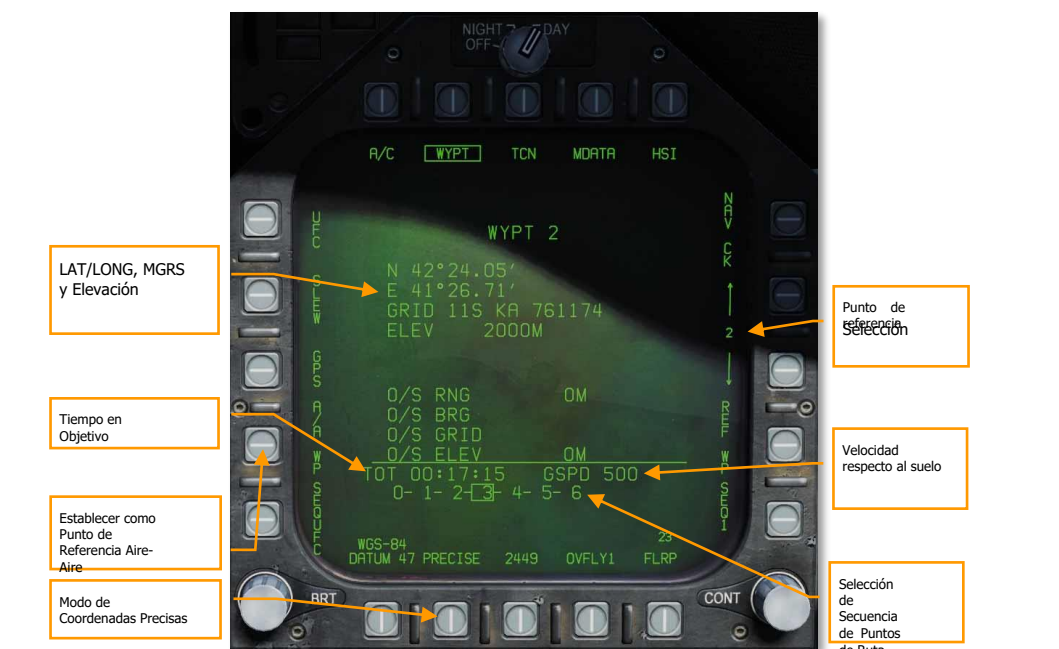 NIGHT DAY
OFF
A/C WYPT TCN MDATA HSI
UFC
NAV CK
WYPT 2
LAT/LONG, MGRS
y Elevación
N 42°24.05′
E 41°26.71′
GRID 11S KA 761174
ELEV 2000M
SLEW
2
Punto de
referencia
Selección
GPS
O/S RNG 0M
O/S BRG
O/S GRID
O/S ELEV 0M
A/A WP
REF WP
Tiempo en
Objetivo
TOT 00:17:15 GSPD 500
0- 1- 2- 3- 4- 5- 6
Velocidad
respecto al suelo
SEQUFC
SEQ1
Establecer como
Punto de
Referencia Aire-
Aire
WGS-84 23
DATUM 47 PRECISE 2449 OVFLY1 FLRP
BRT
CONT
Modo de
Coordenadas Precisas
Selección
de
Secuencia
de Puntos
de Ruta